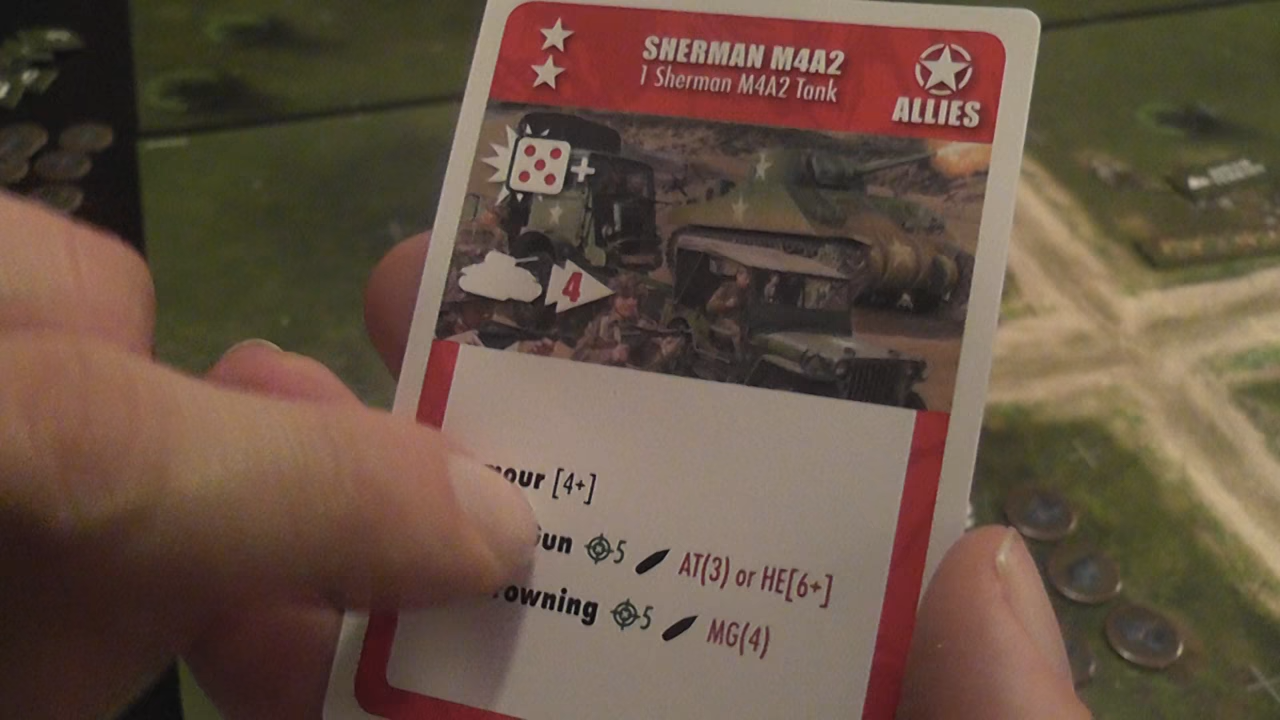 SHERMAN M4A2
1 Sherman M4A2 Tank
ALLIES
+
4
mour [4+]
Gun 5 AT(3) or HE[6+]
rowning 5 MG(4)